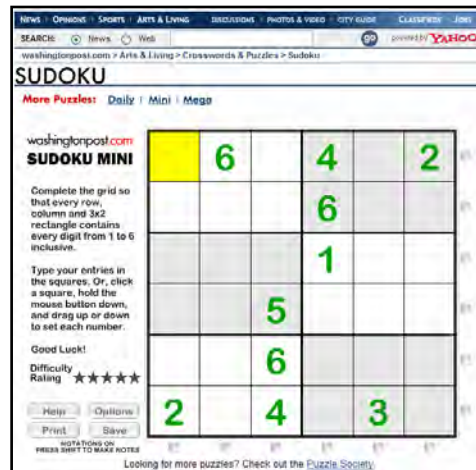 NEWS OPINIONS SPORTS ARTS & LIVING DISCUSSIONS PHOTOS & VIDEO CITY GUIDE CLASSIFIEDS JOBS
SEARCH: News Web go powered by YAHOO
washingtonpost.com > Arts & Living > Crosswords & Puzzles > Sudoku
SUDOKU
More Puzzles: Daily | Mini | Mega
washingtonpost.com
SUDOKU MINI
Complete the grid so
that every row,
column and 3x2
rectangle contains
every digit from 1 to 6
inclusive.
Type your entries in
the squares. Or, click
a square, hold the
mouse button down,
and drag up or down
to set each number.
Good Luck!
Difficulty
Rating ★★★★★
Help Options
Print Save
NOTATIONS ON
PRESS SHIFT TO MAKE NOTES
6 4 2
6
1
5
6
2 4 3
Looking for more puzzles? Check out the Puzzle Society